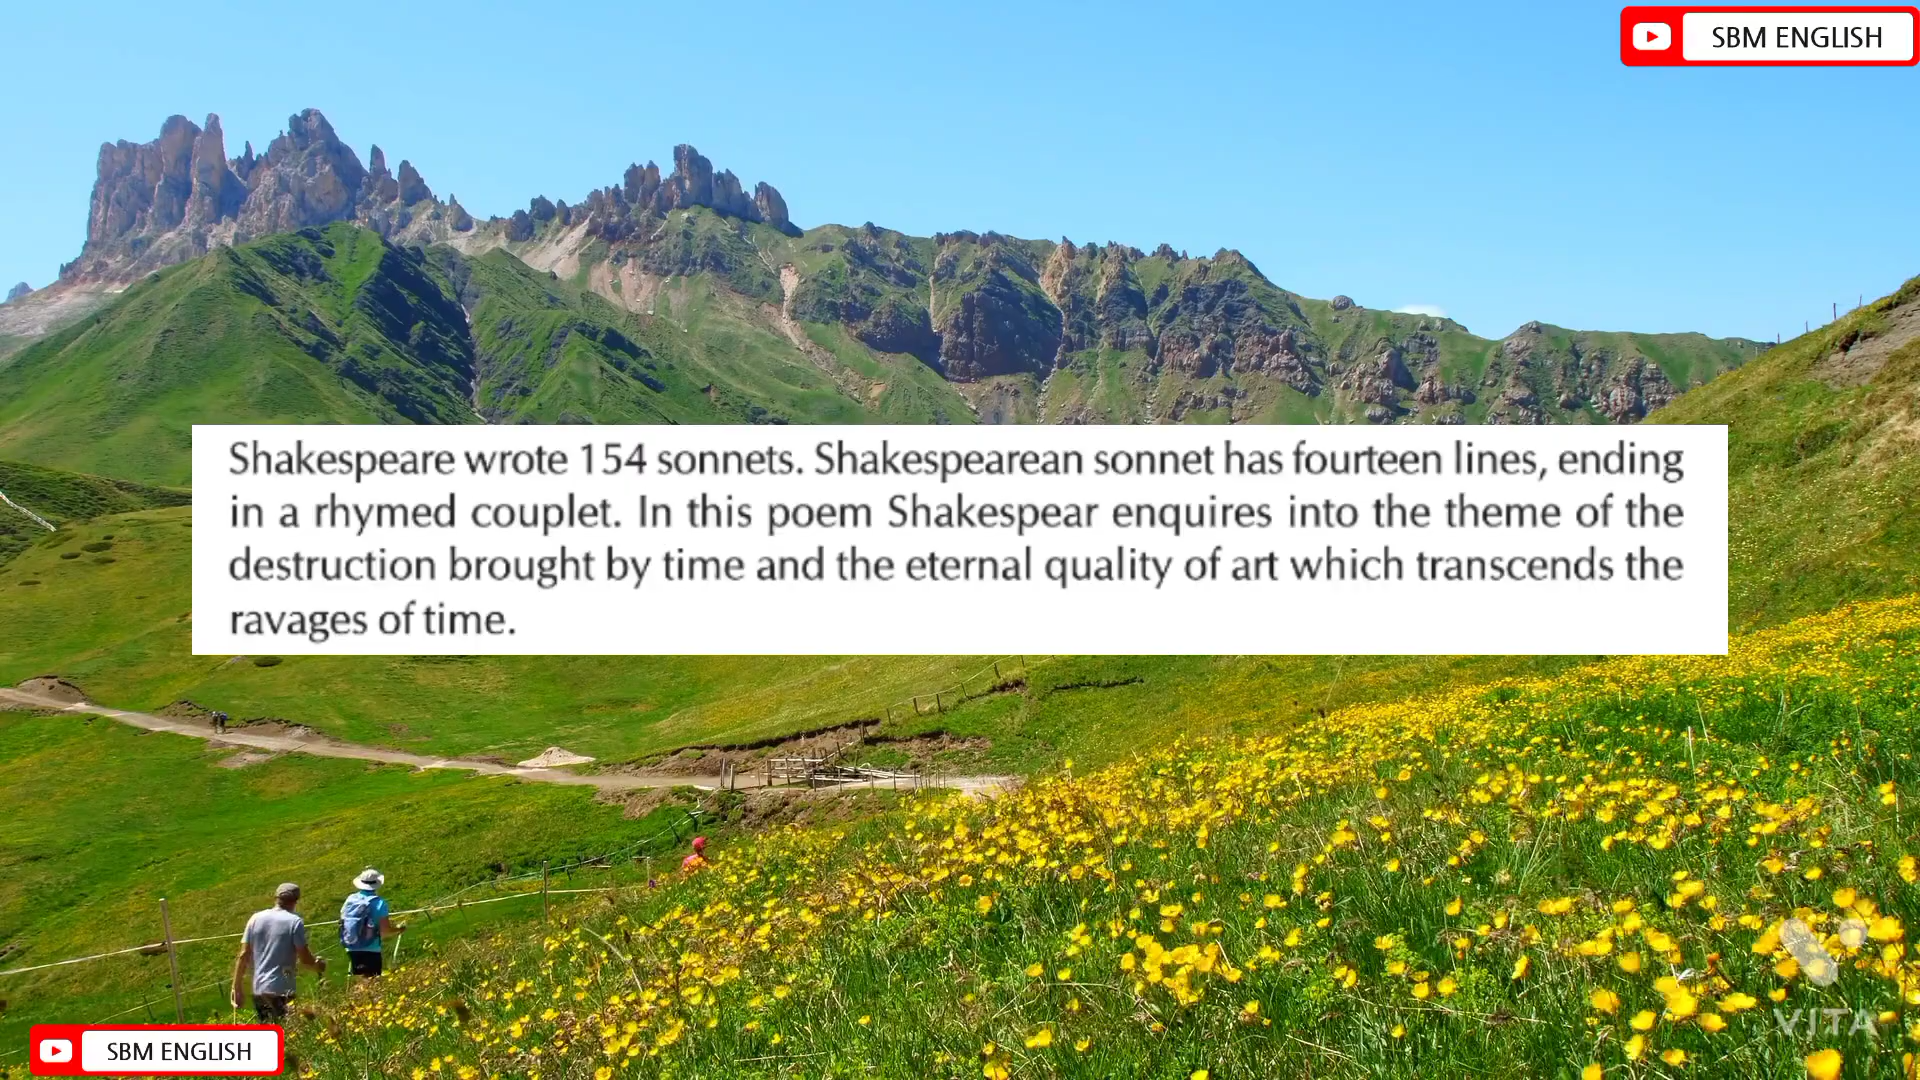 SBM ENGLISH
Shakespeare wrote 154 sonnets. Shakespearean sonnet has fourteen lines, ending
in a rhymed couplet. In this poem Shakespear enquires into the theme of the
destruction brought by time and the eternal quality of art which transcends the
ravages of time.
VITA
SBM ENGLISH